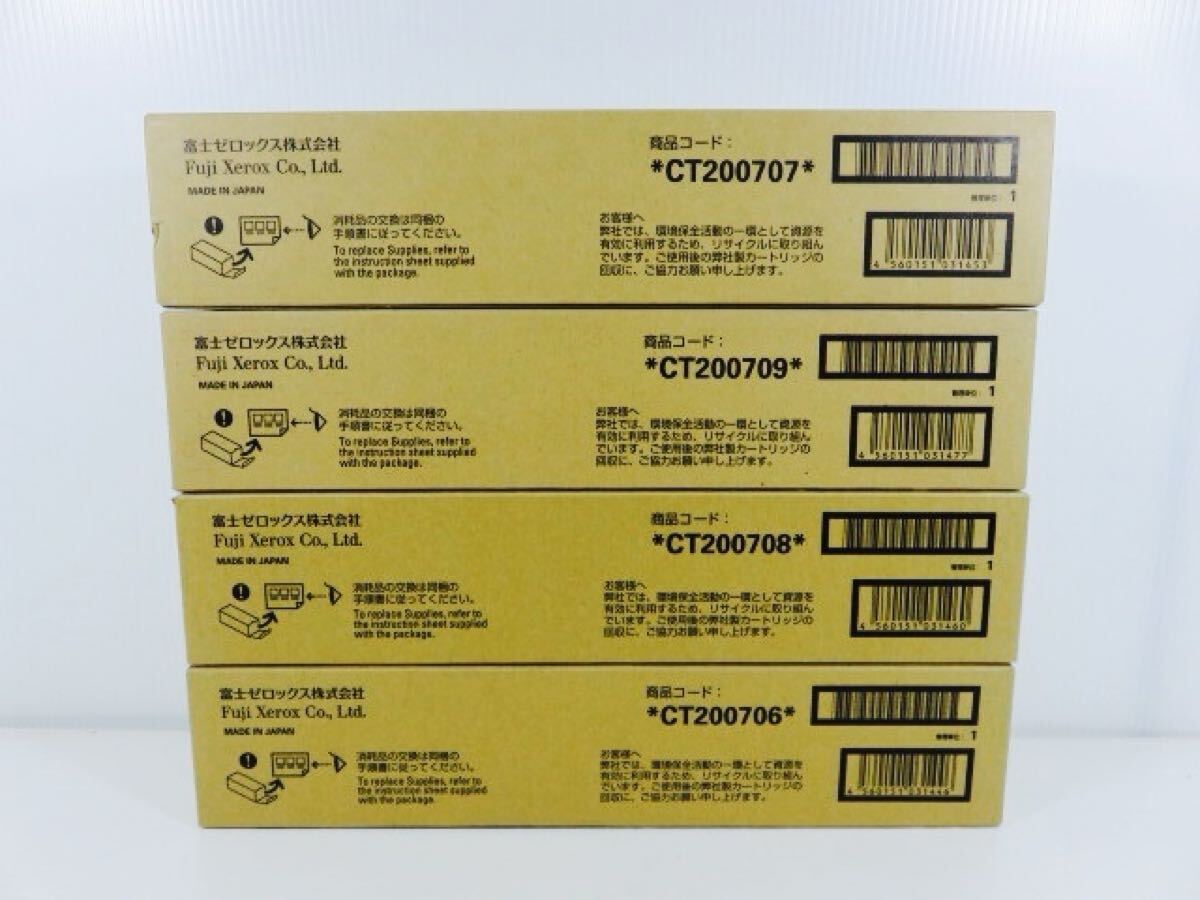 富士ゼロックス株式会社
Fuji Xerox Co., Ltd.
MADE IN JAPAN
消耗品の交換は同梱の
手順書に従ってください。
To replace Supplies, refer to
the instruction sheet supplied
with the package.
商品コード：
*CT200707*
管理単位： 1
お客様へ
弊社では、環境保全活動の一環として資源を
有効に利用するため、リサイクルに取り組ん
でいます。ご使用後の弊社製カートリッジの
回収に、ご協力お願い申し上げます。
4 560151 031453
富士ゼロックス株式会社
Fuji Xerox Co., Ltd.
MADE IN JAPAN
消耗品の交換は同梱の
手順書に従ってください。
To replace Supplies, refer to
the instruction sheet supplied
with the package.
商品コード：
*CT200709*
管理単位： 1
お客様へ
弊社では、環境保全活動の一環として資源を
有効に利用するため、リサイクルに取り組ん
でいます。ご使用後の弊社製カートリッジの
回収に、ご協力お願い申し上げます。
4 560151 031477
富士ゼロックス株式会社
Fuji Xerox Co., Ltd.
MADE IN JAPAN
消耗品の交換は同梱の
手順書に従ってください。
To replace Supplies, refer to
the instruction sheet supplied
with the package.
商品コード：
*CT200708*
管理単位： 1
お客様へ
弊社では、環境保全活動の一環として資源を
有効に利用するため、リサイクルに取り組ん
でいます。ご使用後の弊社製カートリッジの
回収に、ご協力お願い申し上げます。
4 560151 031460
富士ゼロックス株式会社
Fuji Xerox Co., Ltd.
MADE IN JAPAN
消耗品の交換は同梱の
手順書に従ってください。
To replace Supplies, refer to
the instruction sheet supplied
with the package.
商品コード：
*CT200706*
管理単位： 1
お客様へ
弊社では、環境保全活動の一環として資源を
有効に利用するため、リサイクルに取り組ん
でいます。ご使用後の弊社製カートリッジの
回収に、ご協力お願い申し上げます。
4 560151 031446